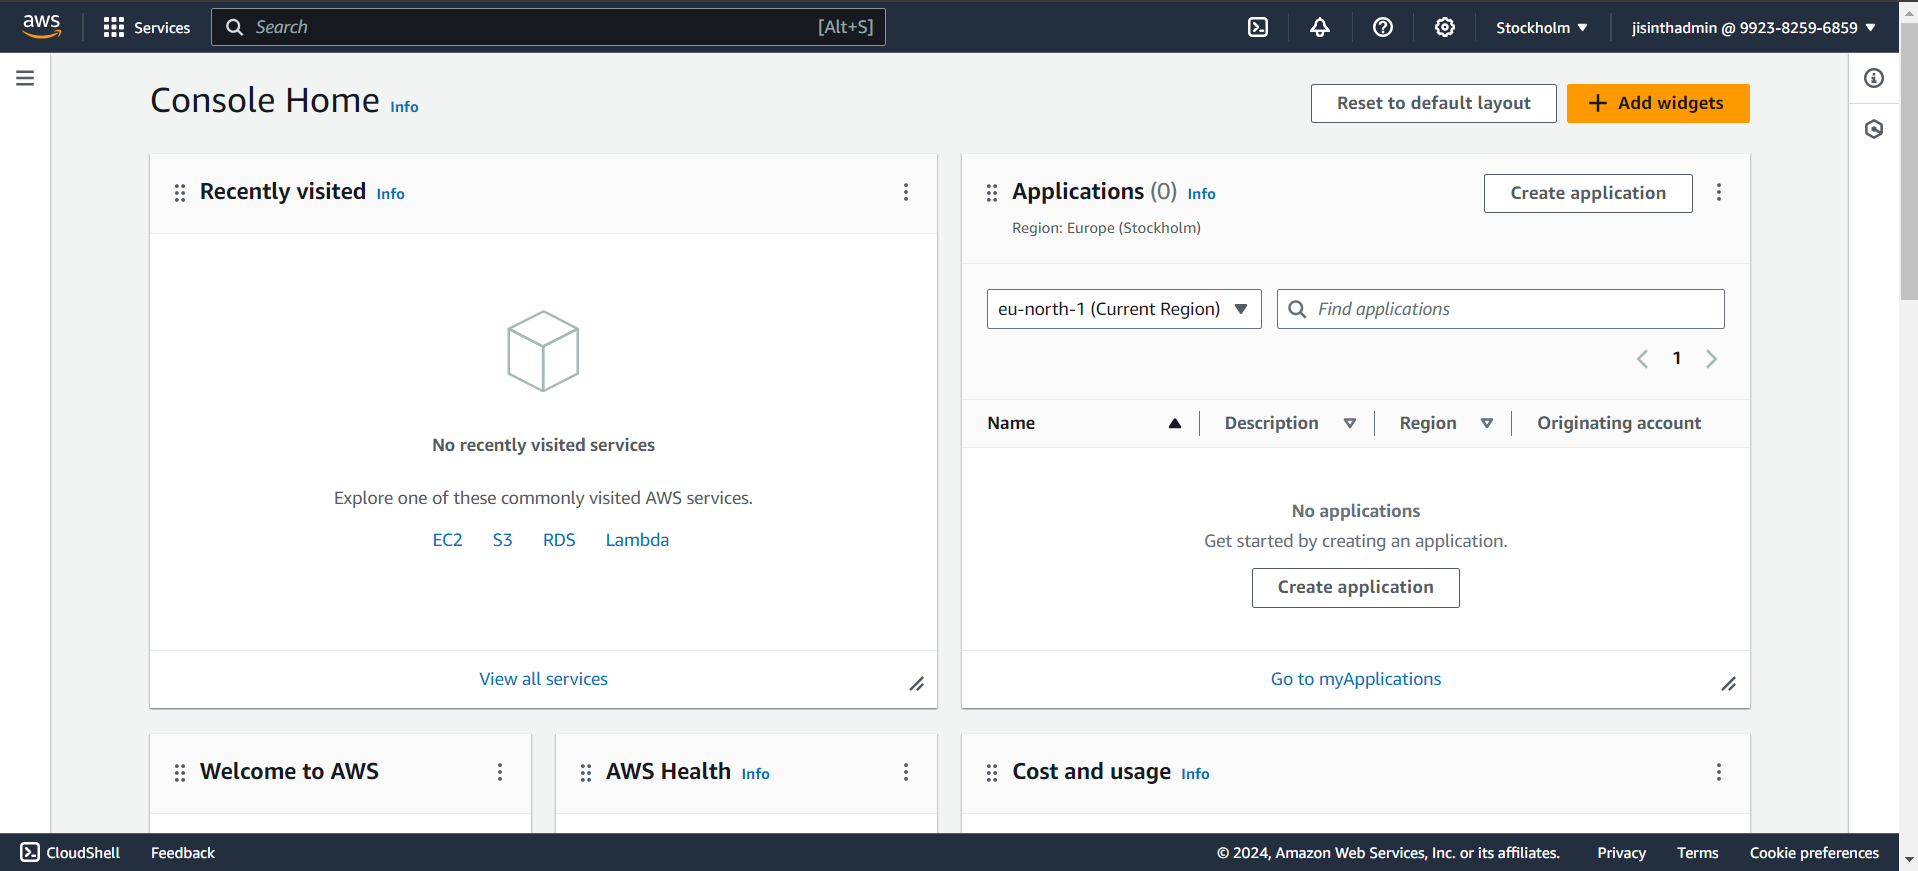 aws
Services
Search [Alt+S]
Stockholm
jisinthadmin @ 9923-8259-6859
Console Home Info
Reset to default layout
Add widgets
Recently visited Info
No recently visited services
Explore one of these commonly visited AWS services.
EC2 S3 RDS Lambda
View all services
Applications (0) Info
Create application
Region: Europe (Stockholm)
eu-north-1 (Current Region)
Find applications
1
Name Description Region Originating account
No applications
Get started by creating an application.
Create application
Go to myApplications
Welcome to AWS
AWS Health Info
Cost and usage Info
CloudShell Feedback
© 2024, Amazon Web Services, Inc. or its affiliates. Privacy Terms Cookie preferences